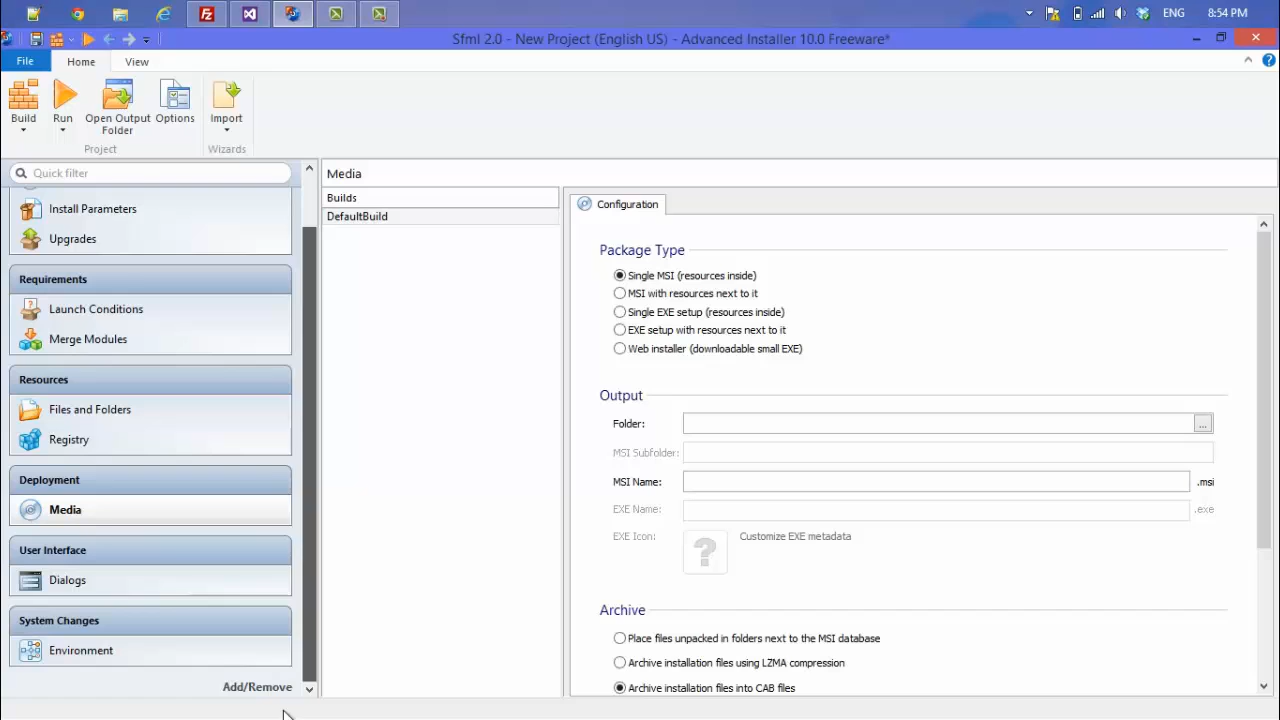 ENG 8:54 PM
Sfml 2.0 - New Project (English US) - Advanced Installer 10.0 Freeware*
File Home View
Build Run Open Output Folder Options Import
Project Wizards
Quick filter
Install Parameters
Upgrades
Requirements
Launch Conditions
Merge Modules
Resources
Files and Folders
Registry
Deployment
Media
User Interface
Dialogs
System Changes
Environment
Add/Remove
Media
Builds
DefaultBuild
Configuration
Package Type
Single MSI (resources inside)
MSI with resources next to it
Single EXE setup (resources inside)
EXE setup with resources next to it
Web installer (downloadable small EXE)
Output
Folder: ...
MSI Subfolder:
MSI Name: .msi
EXE Name: .exe
EXE Icon: Customize EXE metadata
Archive
Place files unpacked in folders next to the MSI database
Archive installation files using LZMA compression
Archive installation files into CAB files